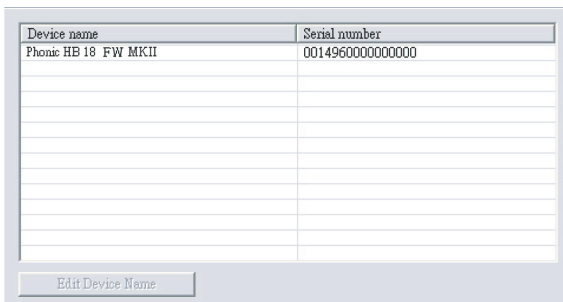 Device name Serial number
Phonic HB 18 FW MKII 0014960000000000
Edit Device Name